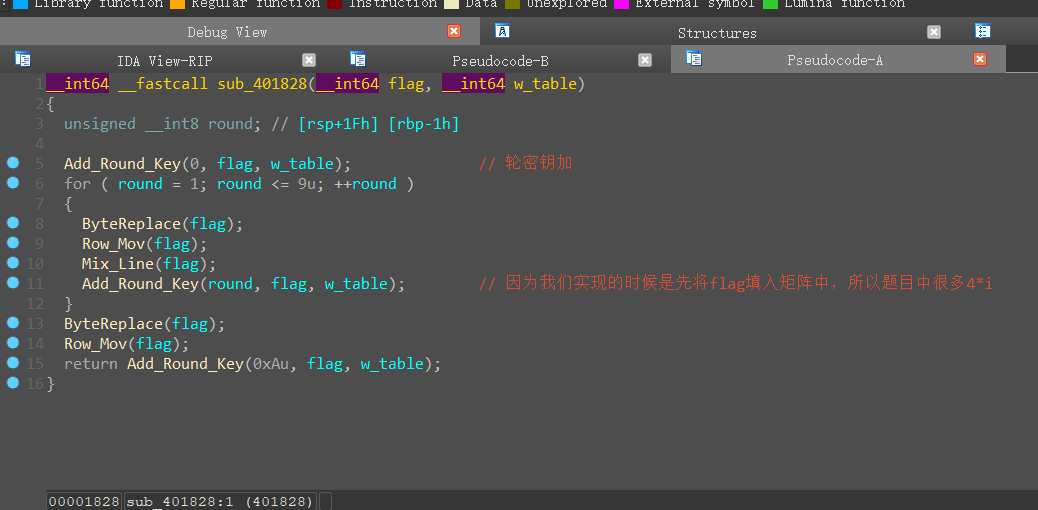 Library function Regular function Instruction Data Unexplored External symbol Lumina function
Debug View Structures
IDA View-RIP Pseudocode-B Pseudocode-A
1 __int64 __fastcall sub_401828(__int64 flag, __int64 w_table)
2 {
3 unsigned __int8 round; // [rsp+1Fh] [rbp-1h]
4
5 Add_Round_Key(0, flag, w_table); // 轮密钥加
6 for ( round = 1; round <= 9u; ++round )
7 {
8 ByteReplace(flag);
9 Row_Mov(flag);
10 Mix_Line(flag);
11 Add_Round_Key(round, flag, w_table); // 因为我们实现的时候是先将flag填入矩阵中，所以题目中很多4*i
12 }
13 ByteReplace(flag);
14 Row_Mov(flag);
15 return Add_Round_Key(0xAu, flag, w_table);
16 }
00001828 sub_401828:1 (401828)